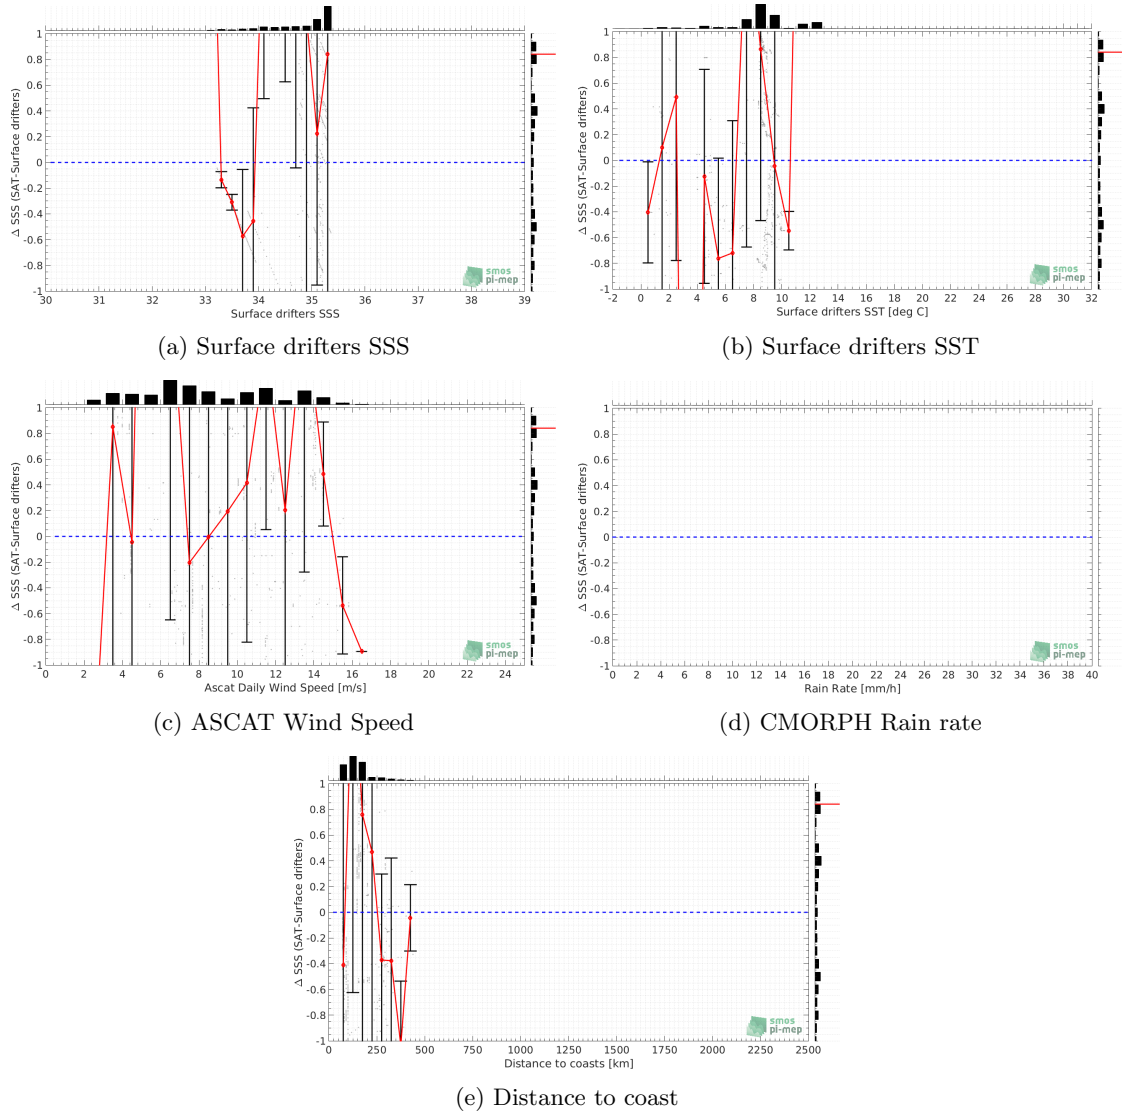 1
0.8
0.6
0.4
0.2
0
-0.2
-0.4
-0.6
-0.8
-1
Δ SSS (SAT-Surface drifters)
30 31 32 33 34 35 36 37 38 39
Surface drifters SSS
smos
pi-mep
(a) Surface drifters SSS
1
0.8
0.6
0.4
0.2
0
-0.2
-0.4
-0.6
-0.8
-1
Δ SSS (SAT-Surface drifters)
-2 0 2 4 6 8 10 12 14 16 18 20 22 24 26 28 30 32
Surface drifters SST [deg C]
smos
pi-mep
(b) Surface drifters SST
1
0.8
0.6
0.4
0.2
0
-0.2
-0.4
-0.6
-0.8
-1
Δ SSS (SAT-Surface drifters)
0 2 4 6 8 10 12 14 16 18 20 22 24
Ascat Daily Wind Speed [m/s]
smos
pi-mep
(c) ASCAT Wind Speed
1
0.8
0.6
0.4
0.2
0
-0.2
-0.4
-0.6
-0.8
-1
Δ SSS (SAT-Surface drifters)
0 2 4 6 8 10 12 14 16 18 20 22 24 26 28 30 32 34 36 38 40
Rain Rate [mm/h]
smos
pi-mep
(d) CMORPH Rain rate
1
0.8
0.6
0.4
0.2
0
-0.2
-0.4
-0.6
-0.8
-1
Δ SSS (SAT-Surface drifters)
0 250 500 750 1000 1250 1500 1750 2000 2250 2500
Distance to coasts [km]
smos
pi-mep
(e) Distance to coast